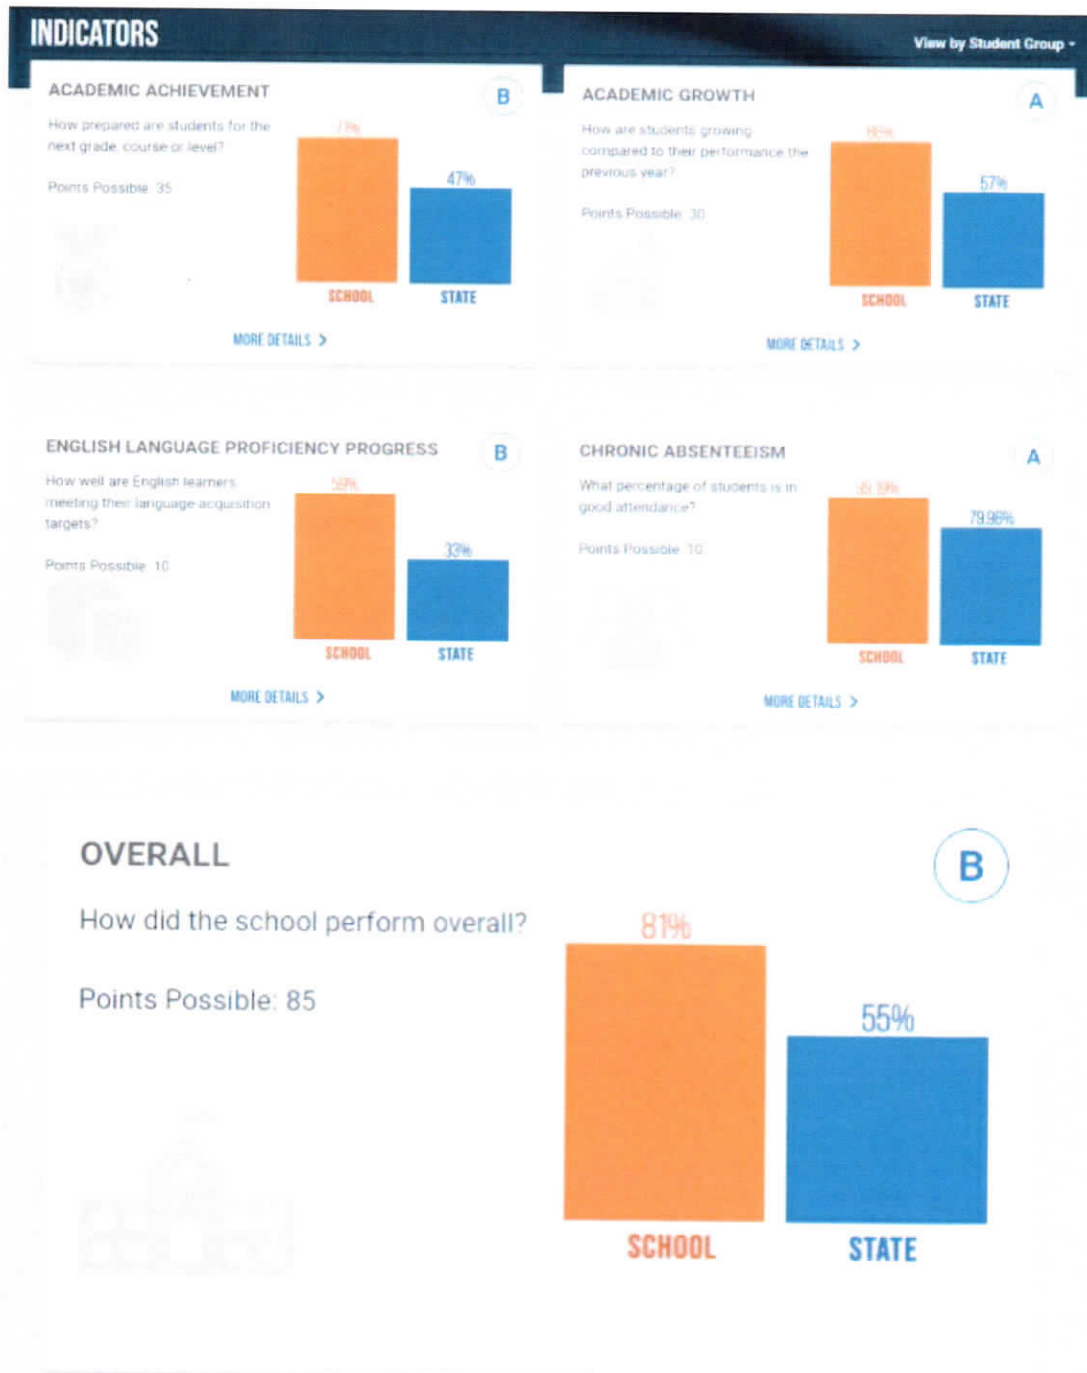 INDICATORS
View by Student Group
ACADEMIC ACHIEVEMENT
B
How prepared are students for the
next grade, course or level?
Points Possible: 35
71%
47%
SCHOOL
STATE
MORE DETAILS >
ACADEMIC GROWTH
A
How are students growing
compared to their performance the
previous year?
Points Possible: 30
86%
57%
SCHOOL
STATE
MORE DETAILS >
ENGLISH LANGUAGE PROFICIENCY PROGRESS
B
How well are English learners
meeting their language acquisition
targets?
Points Possible: 10
59%
33%
SCHOOL
STATE
MORE DETAILS >
CHRONIC ABSENTEEISM
A
What percentage of students is in
good attendance?
Points Possible: 10
79.96%
SCHOOL
STATE
MORE DETAILS >
OVERALL
B
How did the school perform overall?
Points Possible: 85
81%
55%
SCHOOL
STATE